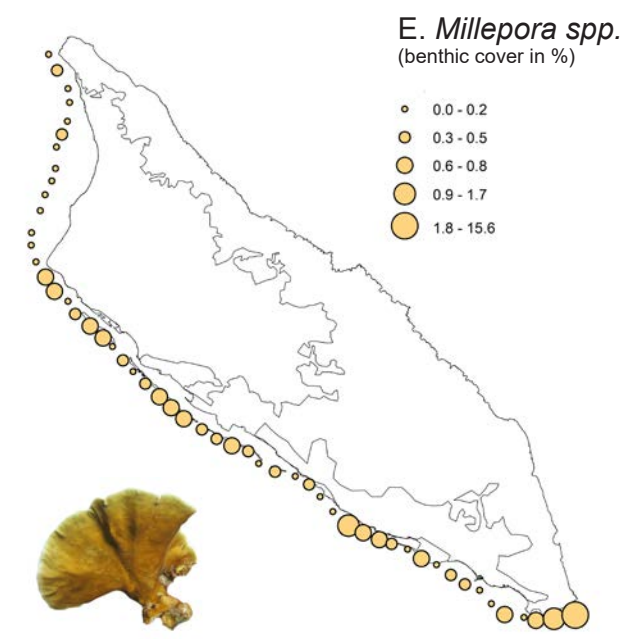 E. Millepora spp.
(benthic cover in %)
0.0 - 0.2
0.3 - 0.5
0.6 - 0.8
0.9 - 1.7
1.8 - 15.6